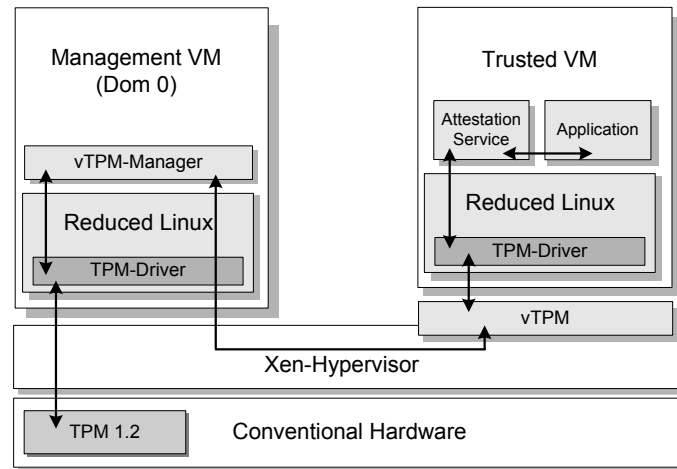 Management VM
(Dom 0)
vTPM-Manager
Reduced Linux
TPM-Driver
Trusted VM
Attestation
Service
Application
Reduced Linux
TPM-Driver
vTPM
Xen-Hypervisor
TPM 1.2
Conventional Hardware